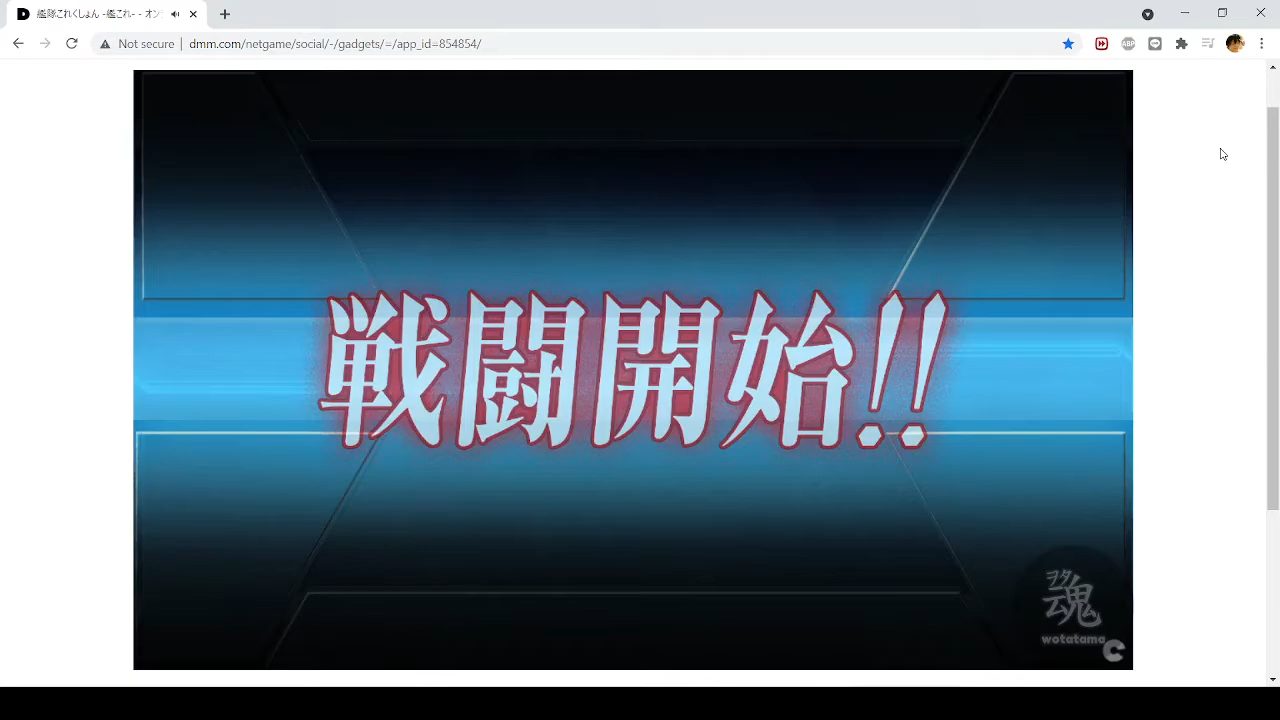 艦隊これくしょん -艦これ- - オン
Not secure
dmm.com/netgame/social/-/gadgets/=/app_id=854854/
ABP
戦闘開始!!
ヲタ
魂
wotatama